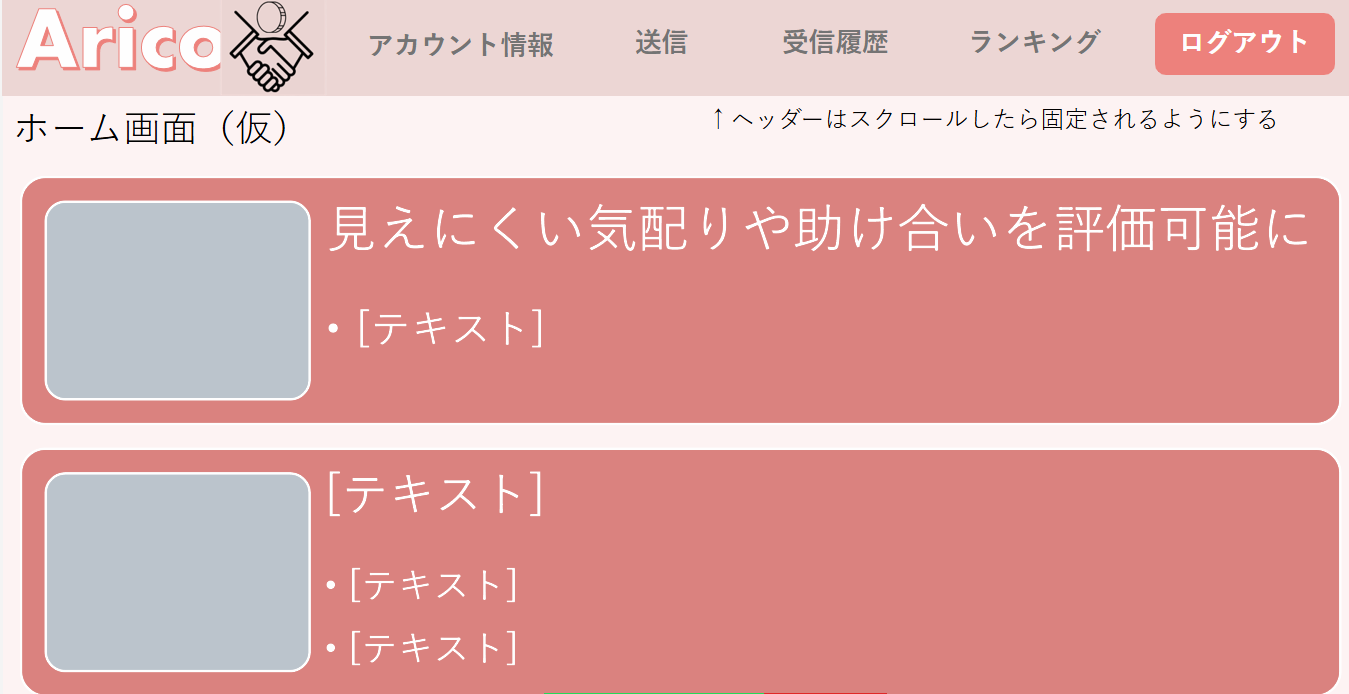 Arico
アカウント情報
送信
受信履歴
ランキング
ログアウト
ホーム画面（仮）
↑ヘッダーはスクロールしたら固定されるようにする
見えにくい気配りや助け合いを評価可能に
• [テキスト]
[テキスト]
• [テキスト]
• [テキスト]